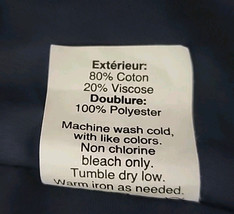 Extérieur:
80% Coton
20% Viscose
Doublure:
100% Polyester
Machine wash cold,
with like colors.
Non chlorine
bleach only.
Tumble dry low.
Warm iron as needed.